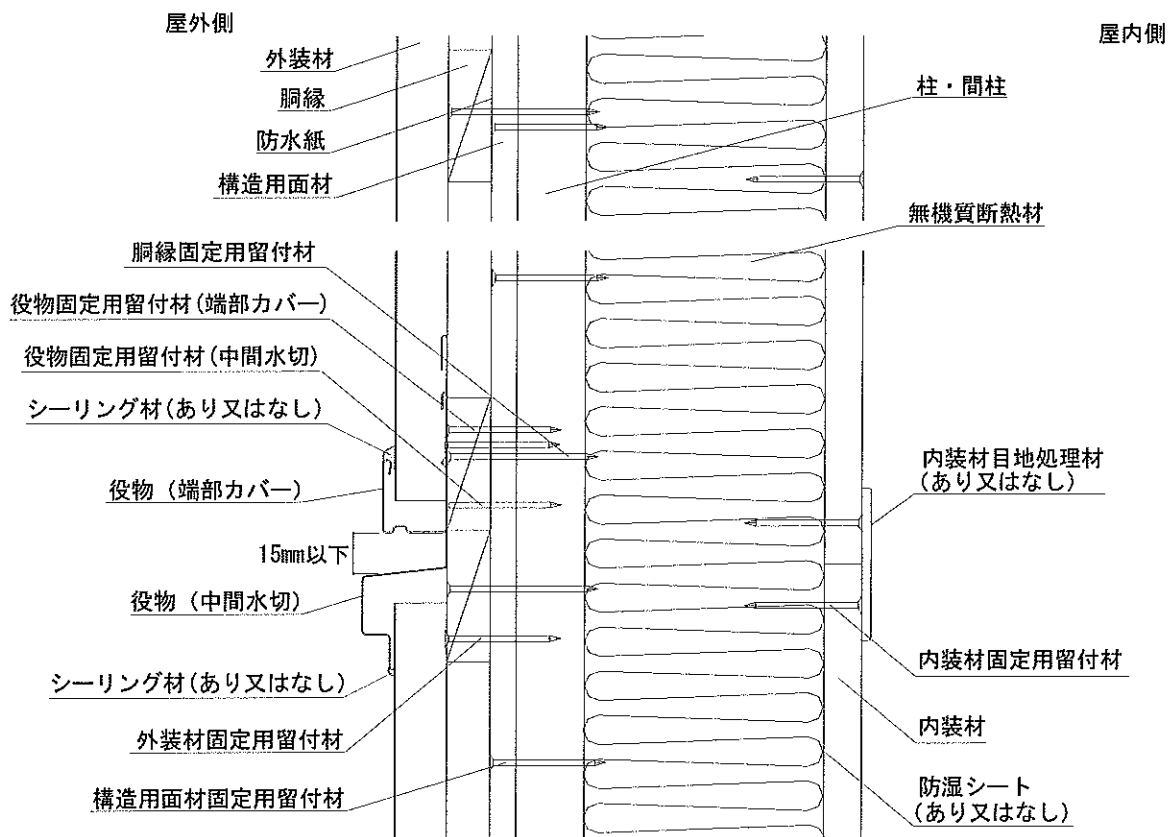 屋外側
屋内側
外装材
胴縁
防水紙
構造用面材
柱・間柱
無機質断熱材
胴縁固定用留付材
役物固定用留付材(端部カバー)
役物固定用留付材(中間水切)
シーリング材(あり又はなし)
役物 (端部カバー)
15mm以下
役物 (中間水切)
シーリング材(あり又はなし)
外装材固定用留付材
構造用面材固定用留付材
内装材目地処理材
(あり又はなし)
内装材固定用留付材
内装材
防湿シート
(あり又はなし)